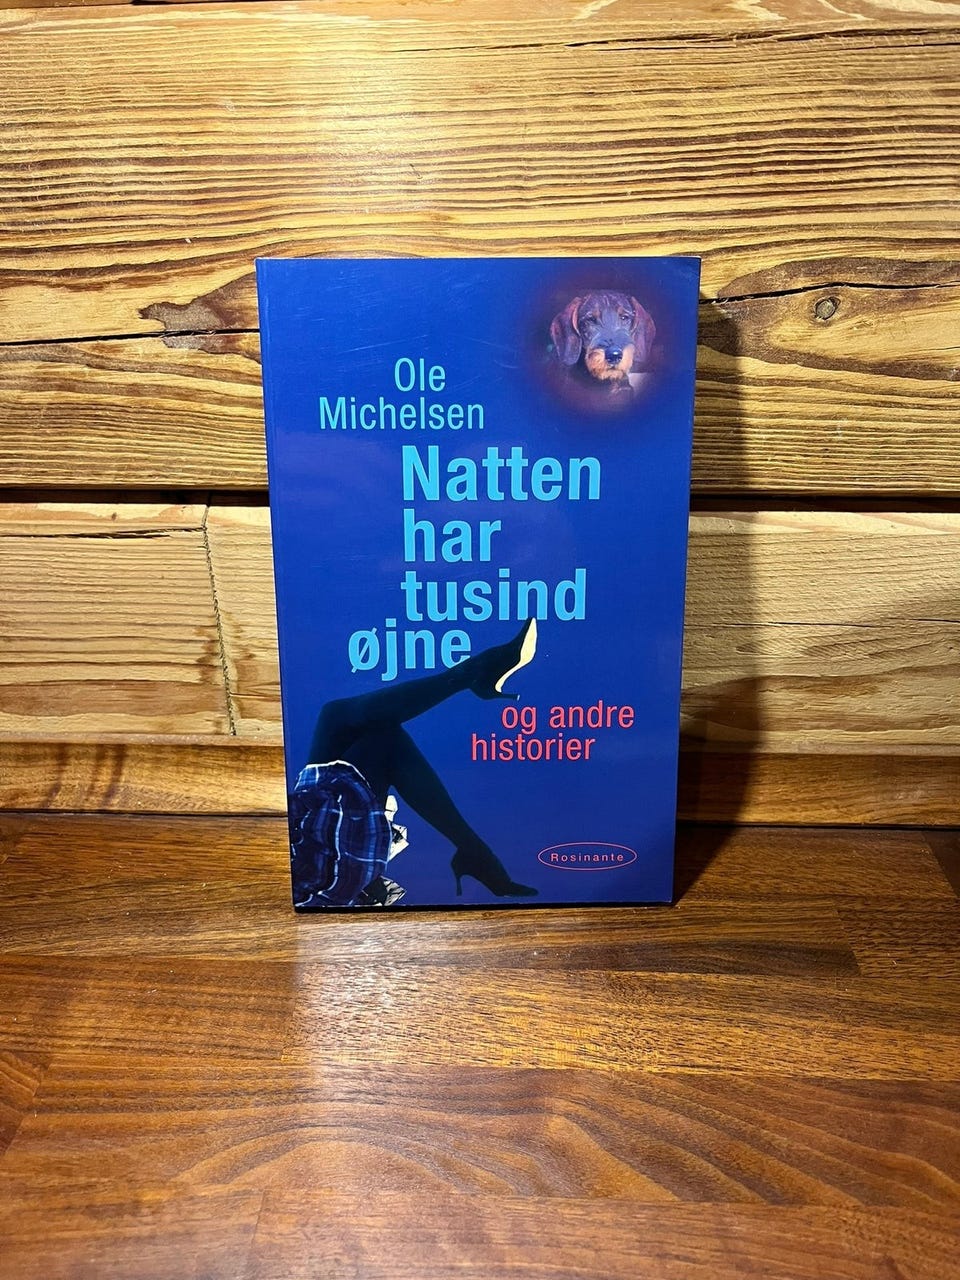 Ole
Michelsen
Natten
har
tusind
øjne
og andre
historier
Rosinante